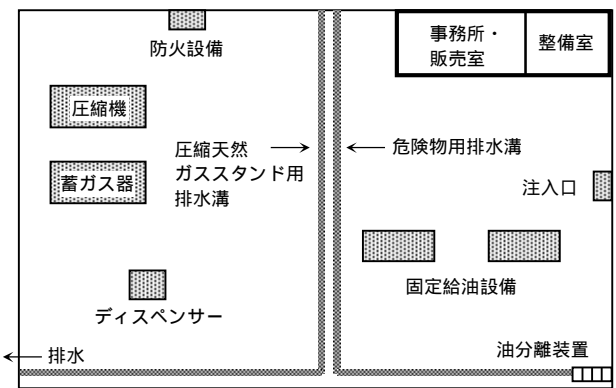 防火設備
圧縮機
蓄ガス器
圧縮天然
ガススタンド用
排水溝
ディスペンサー
排水
事務所・
販売室
整備室
危険物用排水溝
注入口
固定給油設備
油分離装置